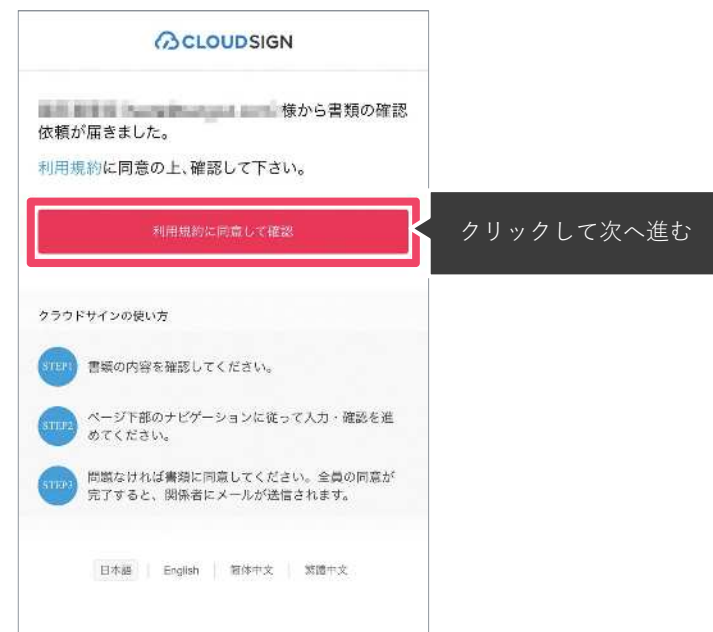 CLOUDSIGN
様から書類の確認
依頼が届きました。
利用規約に同意の上、確認して下さい。
利用規約に同意して確認
クリックして次へ進む
クラウドサインの使い方
STEP1
書類の内容を確認してください。
STEP2
ページ下部のナビゲーションに従って入力・確認を進
めてください。
STEP3
問題なければ書類に同意してください。全員の同意が
完了すると、関係者にメールが送信されます。
日本語 | English | 简体中文 | 繁體中文